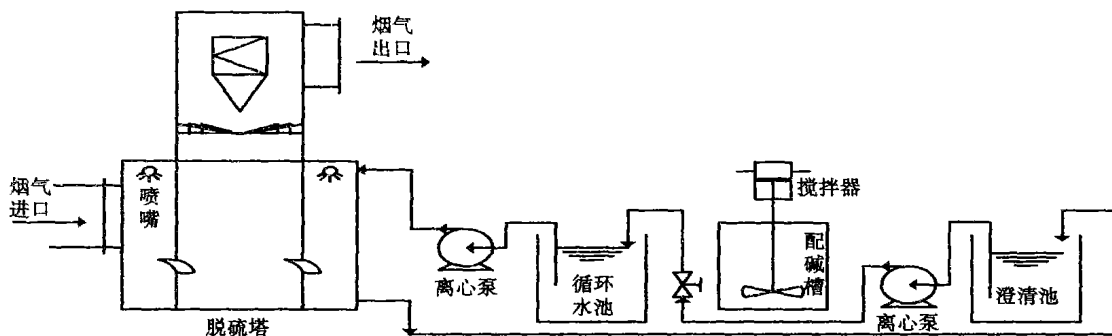 烟气
出口
烟气
进口
喷
嘴
脱硫塔
离心泵
循环
水池
搅拌器
配
碱
槽
离心泵
澄清池